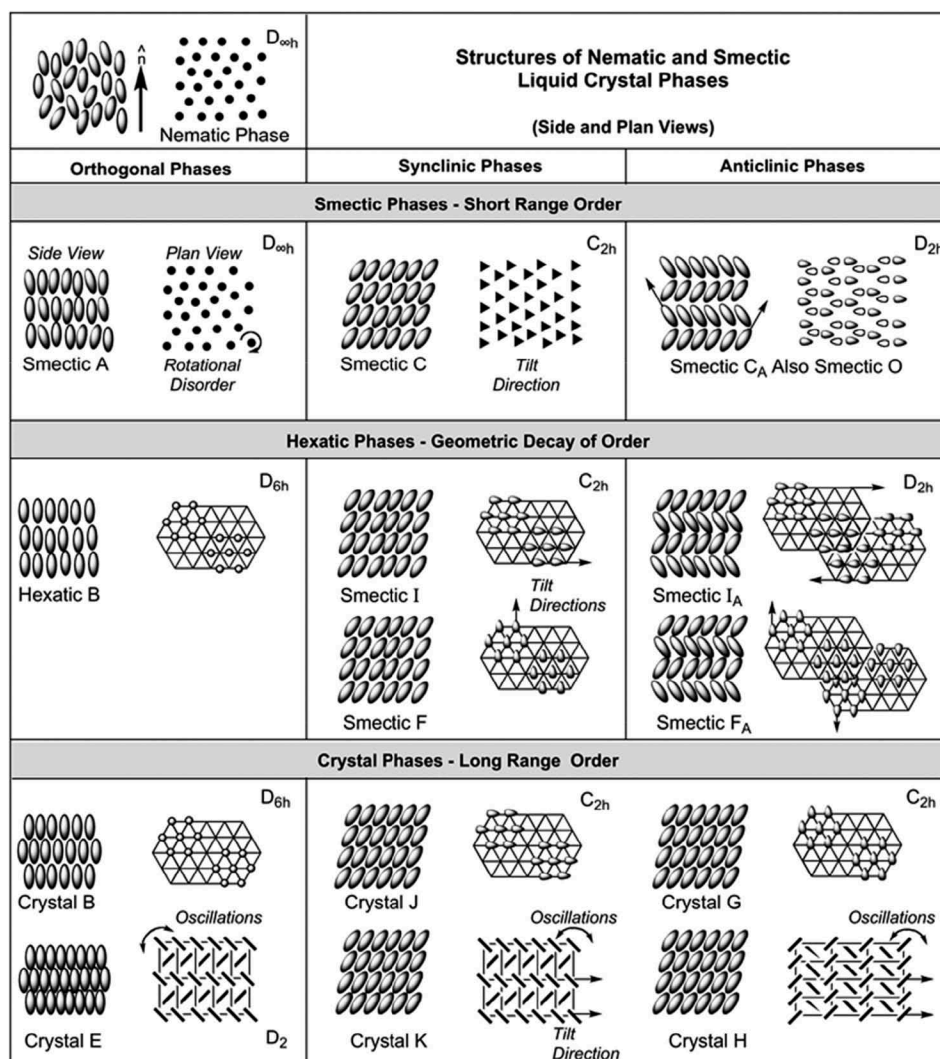 n̂
D∞h
Nematic Phase
Structures of Nematic and Smectic
Liquid Crystal Phases
(Side and Plan Views)
Orthogonal Phases
Synclinic Phases
Anticlinic Phases
Smectic Phases - Short Range Order
Side View
Plan View
D∞h
Smectic A
Rotational
Disorder
C2h
Smectic C
Tilt
Direction
D2h
Smectic CA Also Smectic O
Hexatic Phases - Geometric Decay of Order
D6h
Hexatic B
C2h
Smectic I
Tilt
Directions
Smectic F
D2h
Smectic IA
Smectic FA
Crystal Phases - Long Range Order
D6h
Crystal B
Oscillations
Crystal E
D2
C2h
Crystal J
Oscillations
Crystal K
Tilt
Direction
C2h
Crystal G
Oscillations
Crystal H